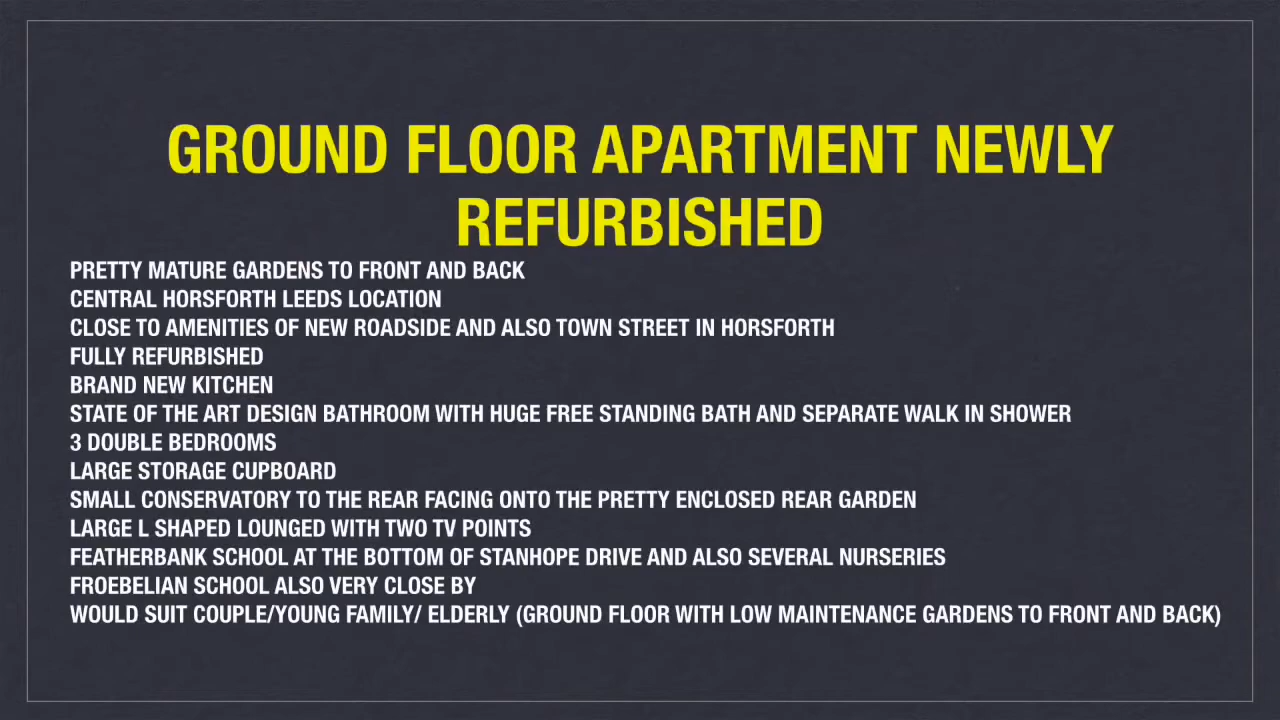 GROUND FLOOR APARTMENT NEWLY
REFURBISHED
PRETTY MATURE GARDENS TO FRONT AND BACK
CENTRAL HORSFORTH LEEDS LOCATION
CLOSE TO AMENITIES OF NEW ROADSIDE AND ALSO TOWN STREET IN HORSFORTH
FULLY REFURBISHED
BRAND NEW KITCHEN
STATE OF THE ART DESIGN BATHROOM WITH HUGE FREE STANDING BATH AND SEPARATE WALK IN SHOWER
3 DOUBLE BEDROOMS
LARGE STORAGE CUPBOARD
SMALL CONSERVATORY TO THE REAR FACING ONTO THE PRETTY ENCLOSED REAR GARDEN
LARGE L SHAPED LOUNGED WITH TWO TV POINTS
FEATHERBANK SCHOOL AT THE BOTTOM OF STANHOPE DRIVE AND ALSO SEVERAL NURSERIES
FROEBELIAN SCHOOL ALSO VERY CLOSE BY
WOULD SUIT COUPLE/YOUNG FAMILY/ ELDERLY (GROUND FLOOR WITH LOW MAINTENANCE GARDENS TO FRONT AND BACK)